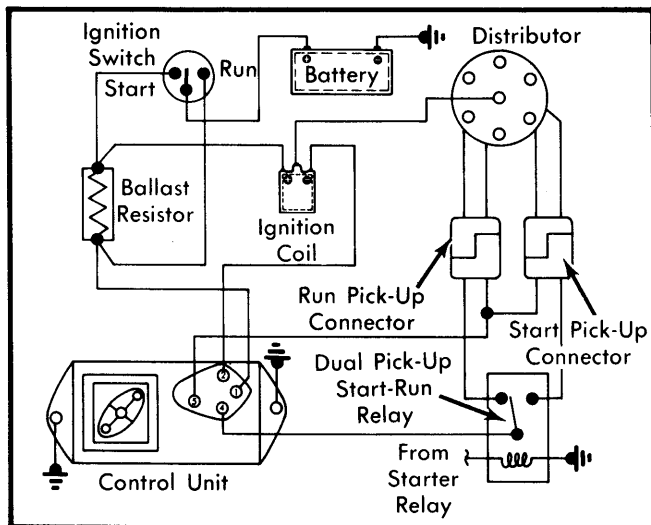 Ignition
Switch
Start
Run
Battery
Distributor
Ballast
Resistor
Ignition
Coil
Run Pick-Up
Connector
Start Pick-Up
Connector
Dual Pick-Up
Start-Run
Relay
2
1
5
4
From
Starter
Relay
Control Unit